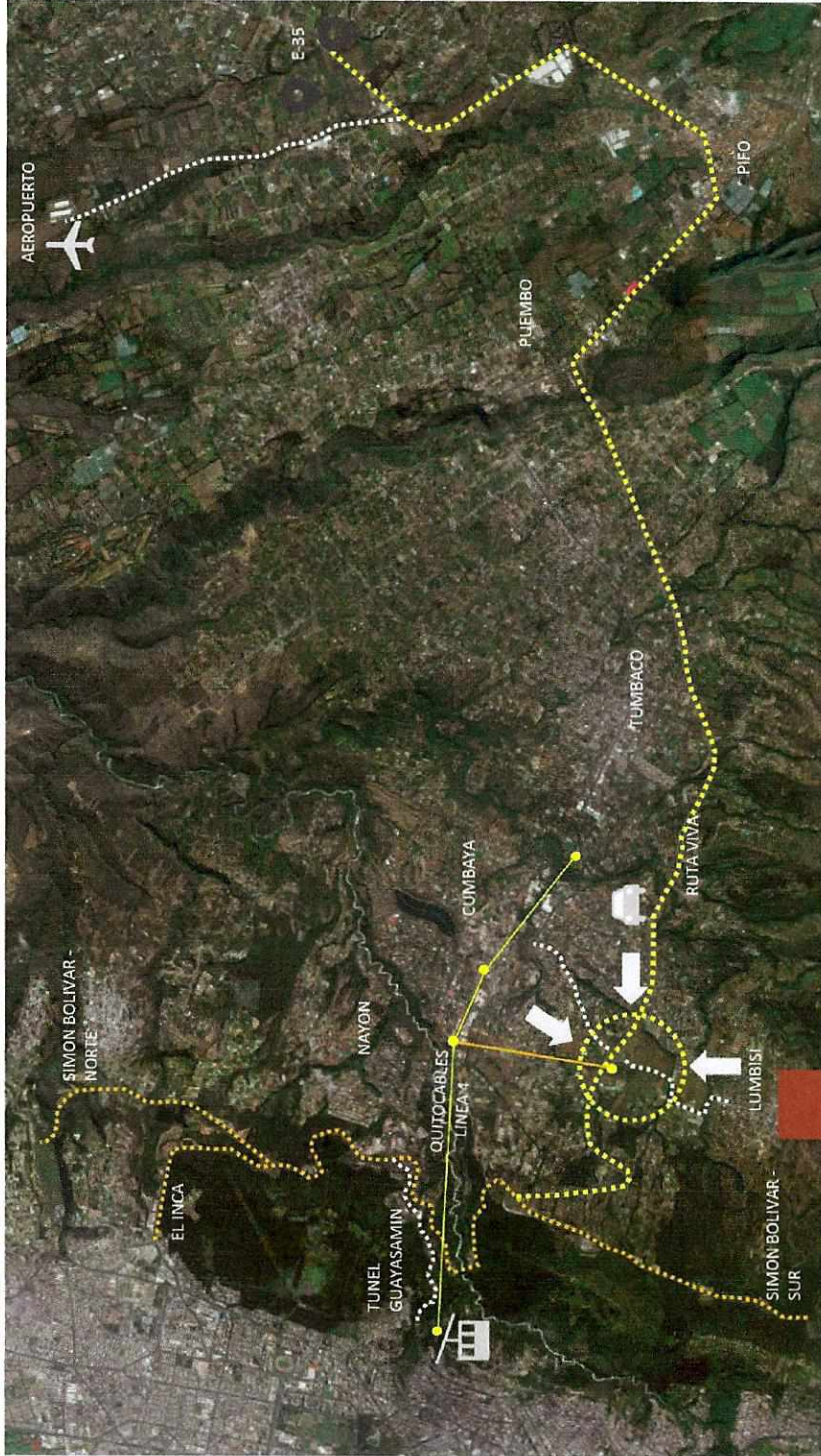 SIMON BOLIVAR -
NORTE
EL INCA
TUNEL
GUAYASAMIN
NAYON
QUITOCABLES
LINEA 4
CUMBAYA
SIMON BOLIVAR -
SUR
LUMBISI
RUTA VIVA
TUMBACO
PUEMBO
PIFO
AEROPUERTO
E-35